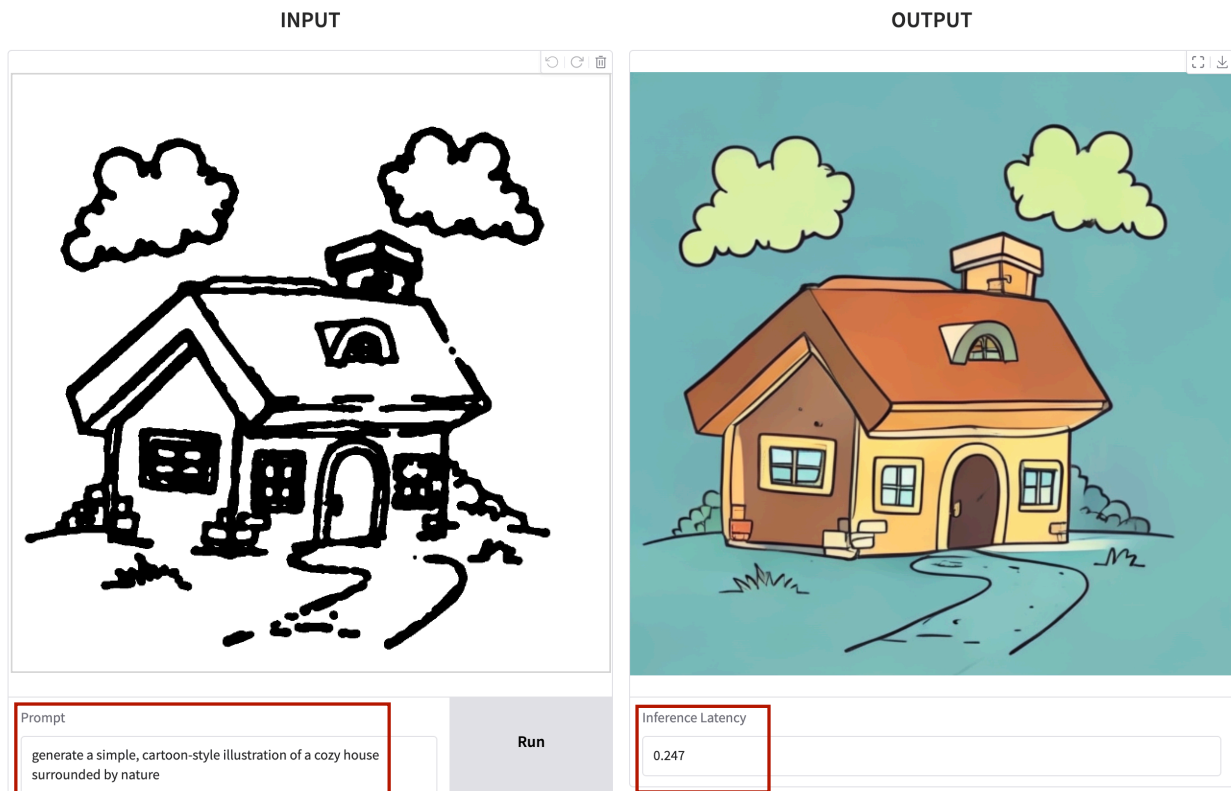 INPUT
OUTPUT
Prompt
generate a simple, cartoon-style illustration of a cozy house
surrounded by nature
Run
Inference Latency
0.247